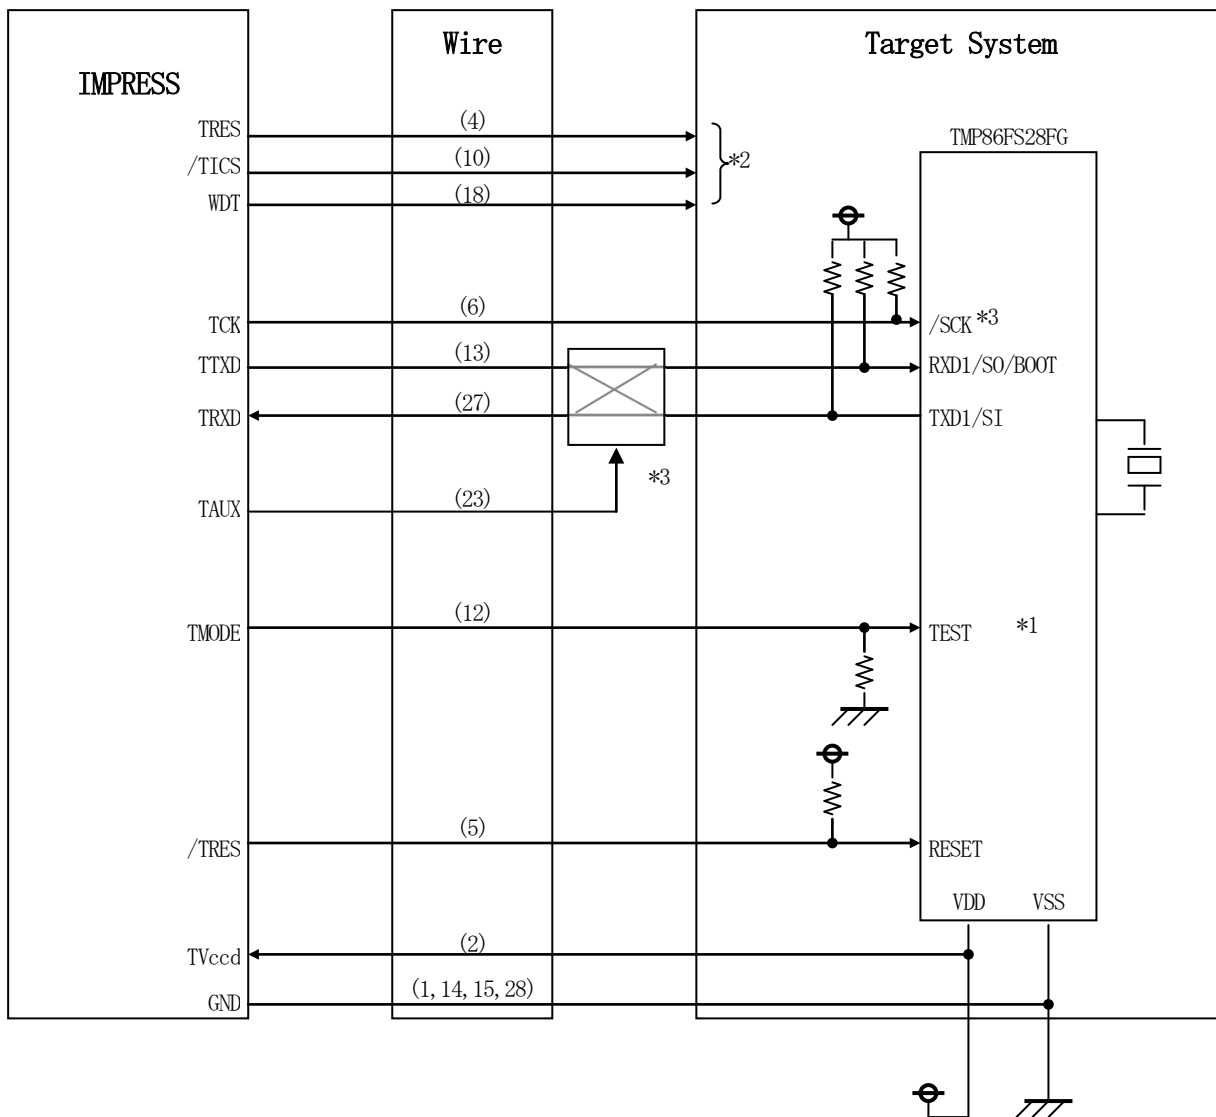 Wire
Target System
IMPRESS
TMP86FS28FG
TRES
(4)
/TICS
(10)
*2
WDT
(18)
TCK
(6)
/SCK *3
TTXD
(13)
RXD1/SO/BOOT
TRXD
(27)
TXD1/SI
*3
TAUX
(23)
TMODE
(12)
TEST
*1
/TRES
(5)
RESET
VDD
VSS
TVccd
(2)
GND
(1, 14, 15, 28)